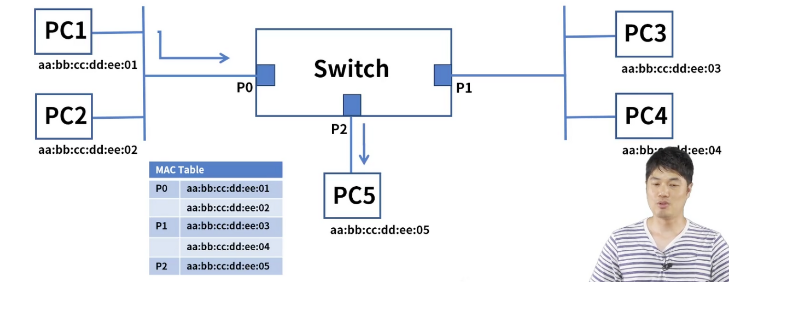 PC1
aa:bb:cc:dd:ee:01
PC2
aa:bb:cc:dd:ee:02
Switch
P0
P1
P2
PC3
aa:bb:cc:dd:ee:03
PC4
aa:bb:cc:dd:ee:04
PC5
aa:bb:cc:dd:ee:05
MAC Table
P0 aa:bb:cc:dd:ee:01
aa:bb:cc:dd:ee:02
P1 aa:bb:cc:dd:ee:03
aa:bb:cc:dd:ee:04
P2 aa:bb:cc:dd:ee:05